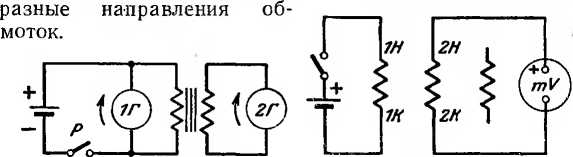 разные направления об-
моток.
+
-
P
1Г
2Г
+
1Н
1К
2Н
2К
+
mV